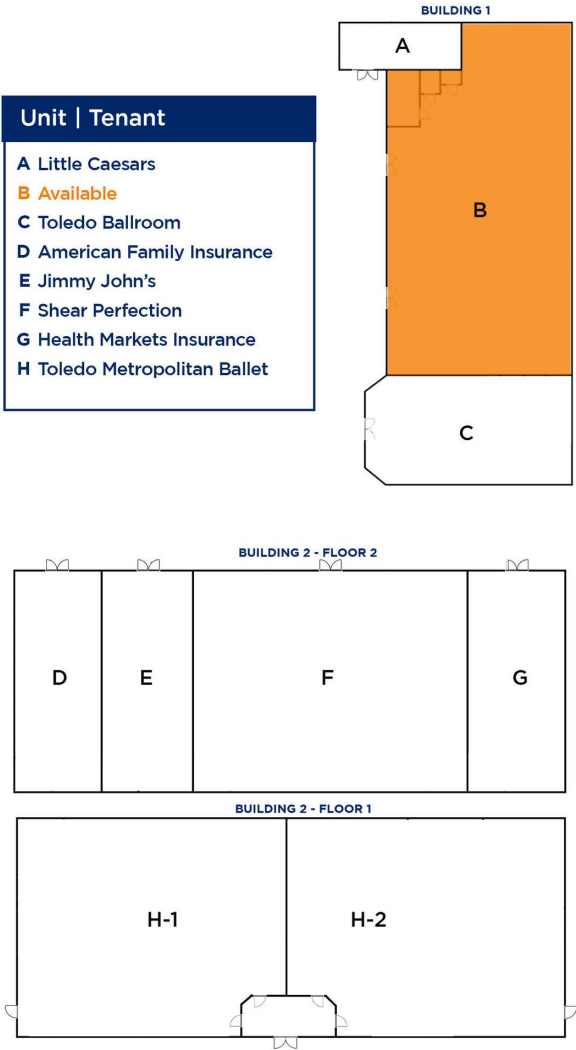 BUILDING 1
A
Unit | Tenant
A Little Caesars
B Available
C Toledo Ballroom
D American Family Insurance
E Jimmy John's
F Shear Perfection
G Health Markets Insurance
H Toledo Metropolitan Ballet
B
C
BUILDING 2 - FLOOR 2
D E F G
BUILDING 2 - FLOOR 1
H-1 H-2